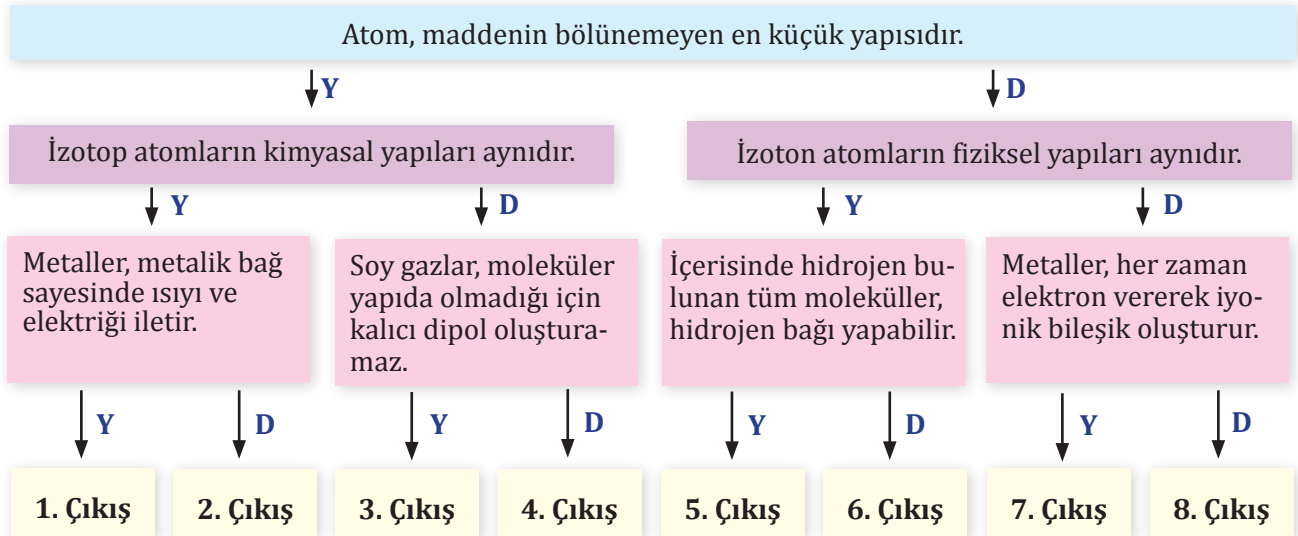 Atom, maddenin bölünemeyen en küçük yapısıdır.
Y
D
İzotop atomların kimyasal yapıları aynıdır.
İzoton atomların fiziksel yapıları aynıdır.
Y
D
Y
D
Metaller, metalik bağ
sayesinde ısıyı ve
elektriği iletir.
Soy gazlar, moleküler
yapıda olmadığı için
kalıcı dipol oluştura-
maz.
İçerisinde hidrojen bu-
lunan tüm moleküller,
hidrojen bağı yapabilir.
Metaller, her zaman
elektron vererek iyo-
nik bileşik oluşturur.
Y
D
Y
D
Y
D
Y
D
1. Çıkış
2. Çıkış
3. Çıkış
4. Çıkış
5. Çıkış
6. Çıkış
7. Çıkış
8. Çıkış